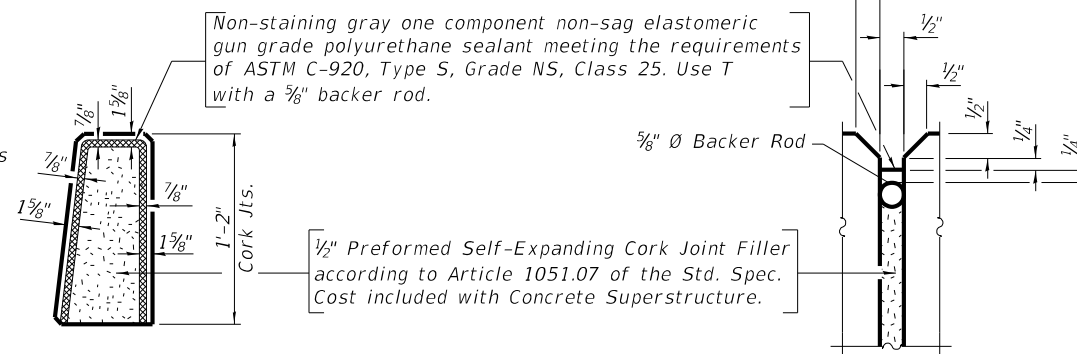 Non-staining gray one component non-sag elastomeric
gun grade polyurethane sealant meeting the requirements
of ASTM C-920, Type S, Grade NS, Class 25. Use T
with a ⅝" backer rod.
½"
½"
½"
¼"
¼"
⅝" Ø Backer Rod
⅞"
1⅝"
s
⅞"
⅞"
1⅝"
1⅝"
1'-2"
Cork Jts.
½" Preformed Self-Expanding Cork Joint Filler
according to Article 1051.07 of the Std. Spec.
Cost included with Concrete Superstructure.